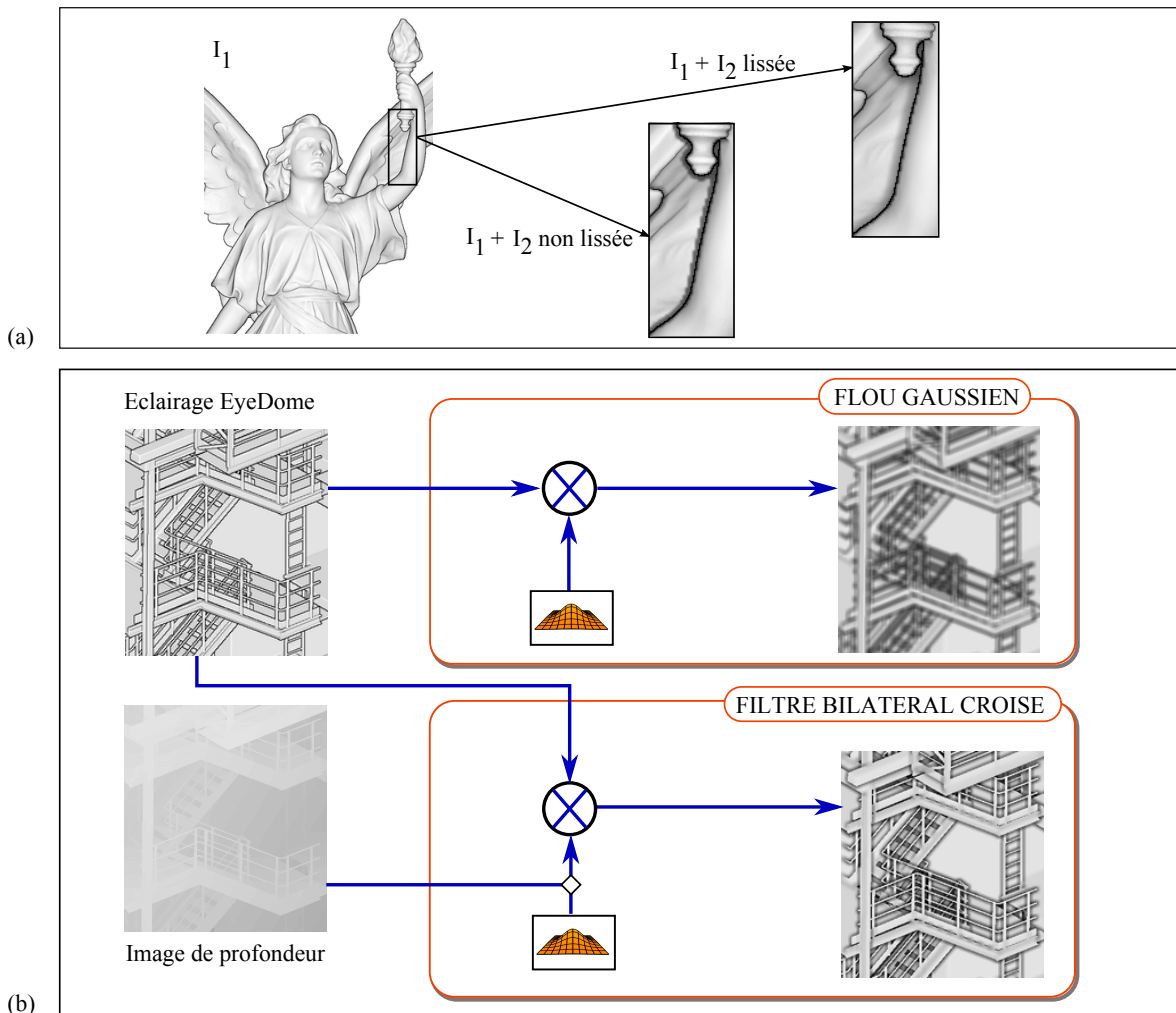 I1
I1 + I2 lissée
I1 + I2 non lissée
(a)
Eclairage EyeDome
FLOU GAUSSIEN
FILTRE BILATERAL CROISE
Image de profondeur
(b)